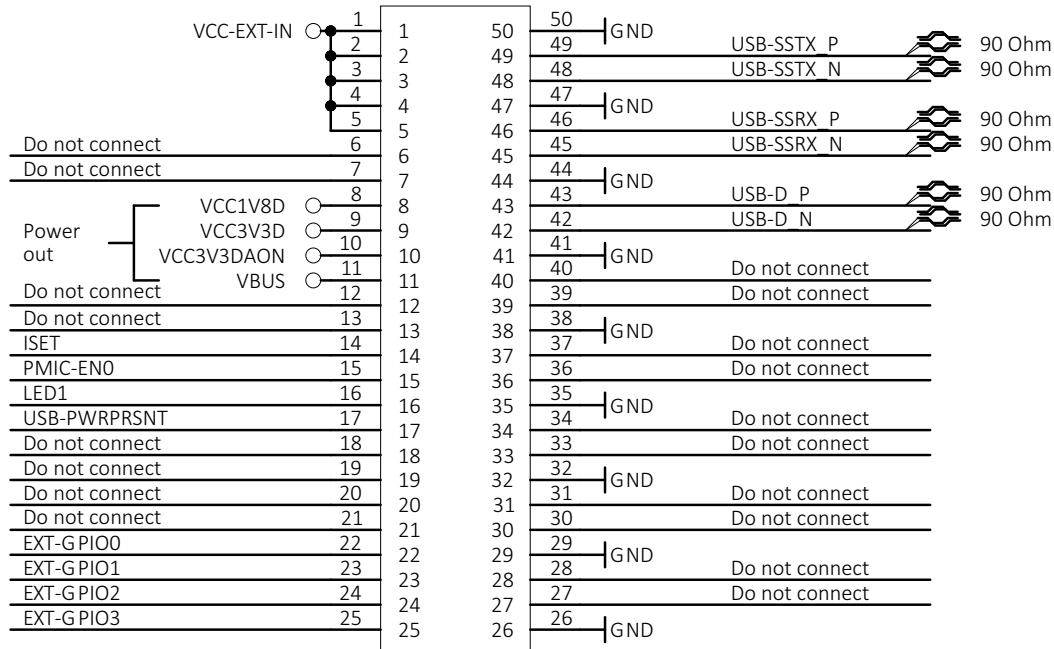 VCC-EXT-IN 1 1 50 50 GND
2 2 49 49 USB-SSTX_P 90 Ohm
3 3 48 48 USB-SSTX_N 90 Ohm
4 4 47 47 GND
5 5 46 46 USB-SSRX_P 90 Ohm
Do not connect 6 6 45 45 USB-SSRX_N 90 Ohm
Do not connect 7 7 44 44 GND
VCC1V8D 8 8 43 43 USB-D_P 90 Ohm
Power out VCC3V3D 9 9 42 42 USB-D_N 90 Ohm
VCC3V3DAON 10 10 41 41 GND
VBUS 11 11 40 40 Do not connect
Do not connect 12 12 39 39 Do not connect
Do not connect 13 13 38 38 GND
ISET 14 14 37 37 Do not connect
PMIC-EN0 15 15 36 36 Do not connect
LED1 16 16 35 35 GND
USB-PWRPRSNT 17 17 34 34 Do not connect
Do not connect 18 18 33 33 Do not connect
Do not connect 19 19 32 32 GND
Do not connect 20 20 31 31 Do not connect
Do not connect 21 21 30 30 Do not connect
EXT-GPIO0 22 22 29 29 GND
EXT-GPIO1 23 23 28 28 Do not connect
EXT-GPIO2 24 24 27 27 Do not connect
EXT-GPIO3 25 25 26 26 GND